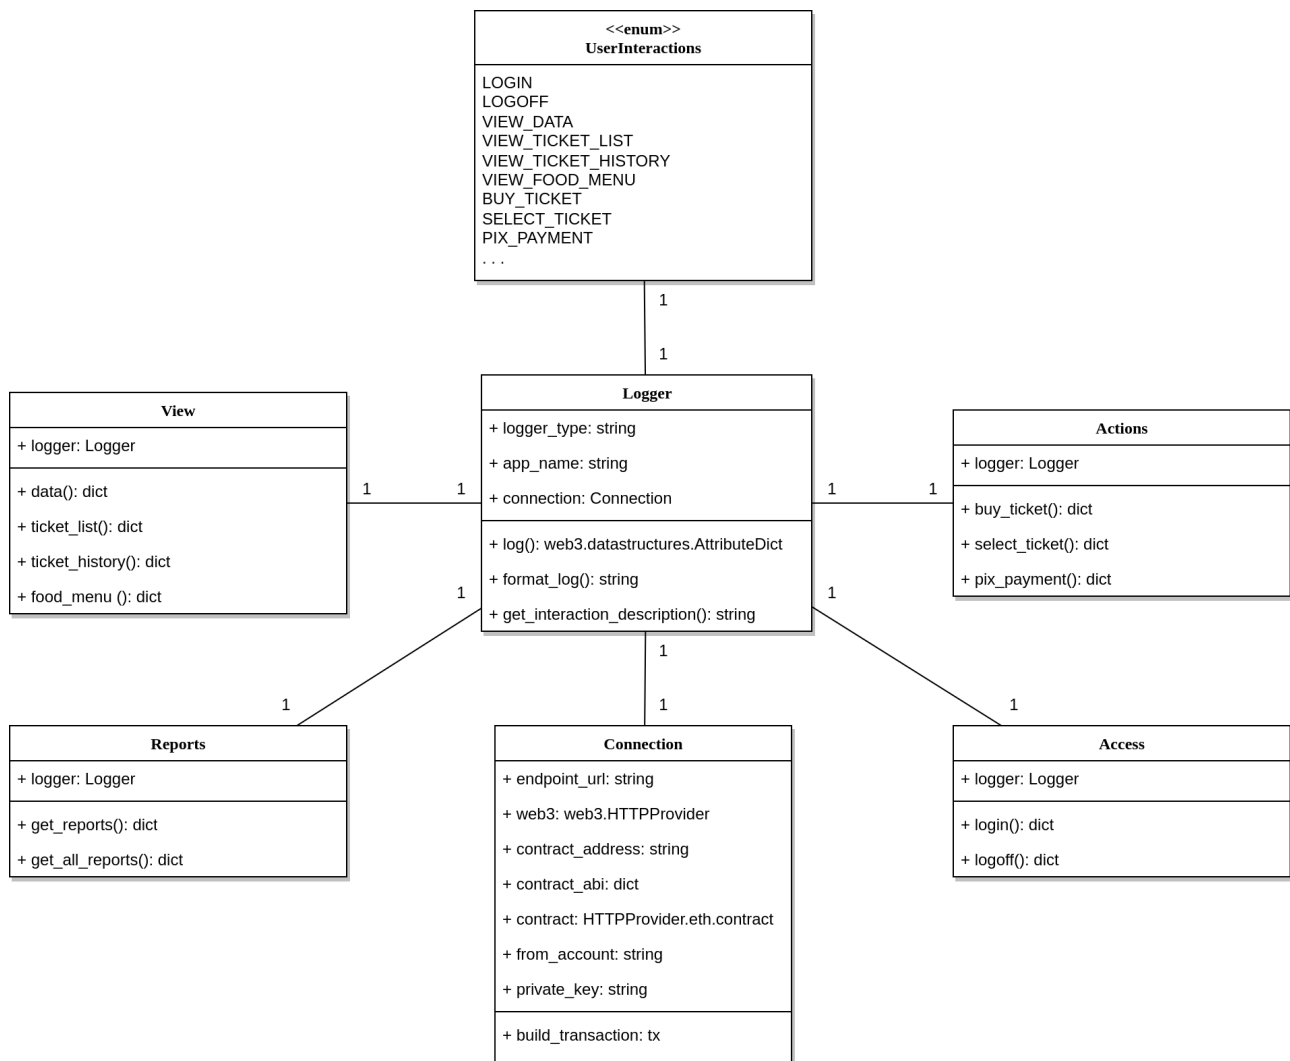 <<enum>>
UserInteractions
LOGIN
LOGOFF
VIEW_DATA
VIEW_TICKET_LIST
VIEW_TICKET_HISTORY
VIEW_FOOD_MENU
BUY_TICKET
SELECT_TICKET
PIX_PAYMENT
. . .
1
1
View
+ logger: Logger
+ data(): dict
+ ticket_list(): dict
+ ticket_history(): dict
+ food_menu (): dict
1
1
Logger
+ logger_type: string
+ app_name: string
+ connection: Connection
+ log(): web3.datastructures.AttributeDict
+ format_log(): string
+ get_interaction_description(): string
1
1
Actions
+ logger: Logger
+ buy_ticket(): dict
+ select_ticket(): dict
+ pix_payment(): dict
1
1
1
1
1
1
Reports
+ logger: Logger
+ get_reports(): dict
+ get_all_reports(): dict
Connection
+ endpoint_url: string
+ web3: web3.HTTPProvider
+ contract_address: string
+ contract_abi: dict
+ contract: HTTPProvider.eth.contract
+ from_account: string
+ private_key: string
+ build_transaction: tx
Access
+ logger: Logger
+ login(): dict
+ logoff(): dict